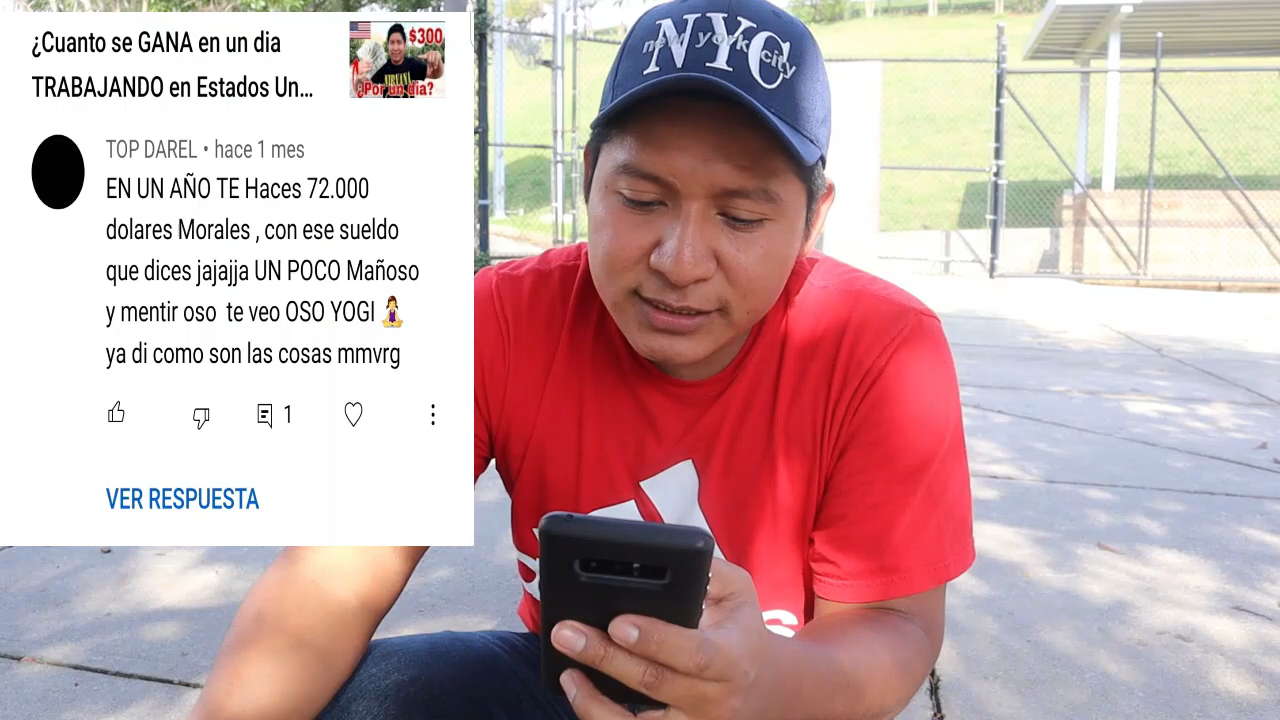 ¿Cuanto se GANA en un dia
TRABAJANDO en Estados Un...
$300
NIRVANA
¿Por un dia?
TOP DAREL • hace 1 mes
EN UN AÑO TE Haces 72.000
dolares Morales , con ese sueldo
que dices jajajja UN POCO Mañoso
y mentir oso te veo OSO YOGI
ya di como son las cosas mmvrg
1
VER RESPUESTA
NYC
new york city